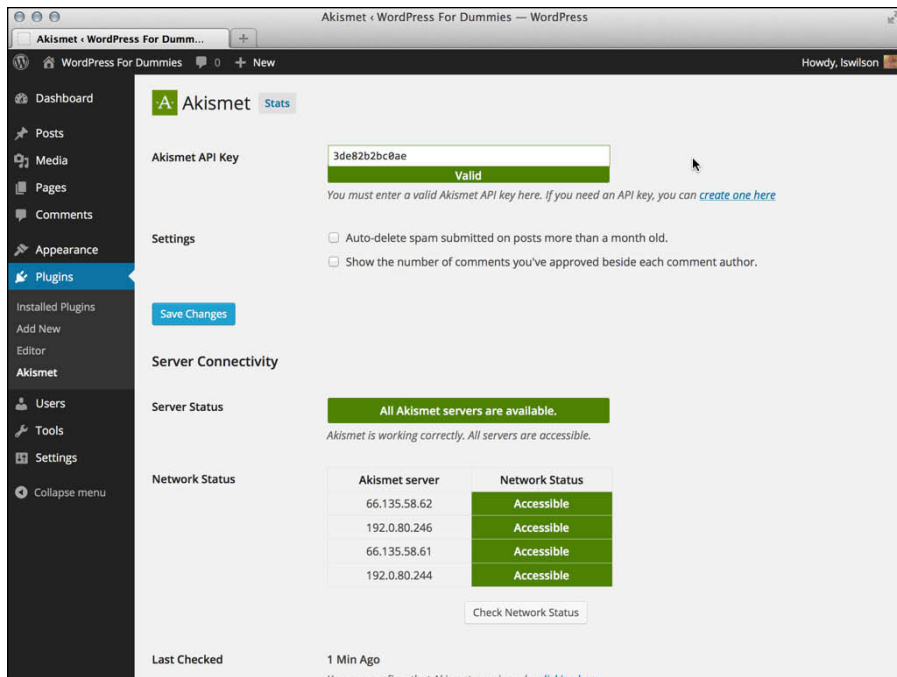 Akismet ‹ WordPress For Dummies — WordPress
Akismet ‹ WordPress For Dumm...
WordPress For Dummies 0 + New Howdy, lswilson
Dashboard
Posts
Media
Pages
Comments
Appearance
Plugins
Installed Plugins
Add New
Editor
Akismet
Users
Tools
Settings
Collapse menu
A Akismet Stats
Akismet API Key 3de82b2bc0ae
Valid
You must enter a valid Akismet API key here. If you need an API key, you can create one here
Settings Auto-delete spam submitted on posts more than a month old.
Show the number of comments you've approved beside each comment author.
Save Changes
Server Connectivity
Server Status All Akismet servers are available.
Akismet is working correctly. All servers are accessible.
Network Status Akismet server Network Status
66.135.58.62 Accessible
192.0.80.246 Accessible
66.135.58.61 Accessible
192.0.80.244 Accessible
Check Network Status
Last Checked 1 Min Ago